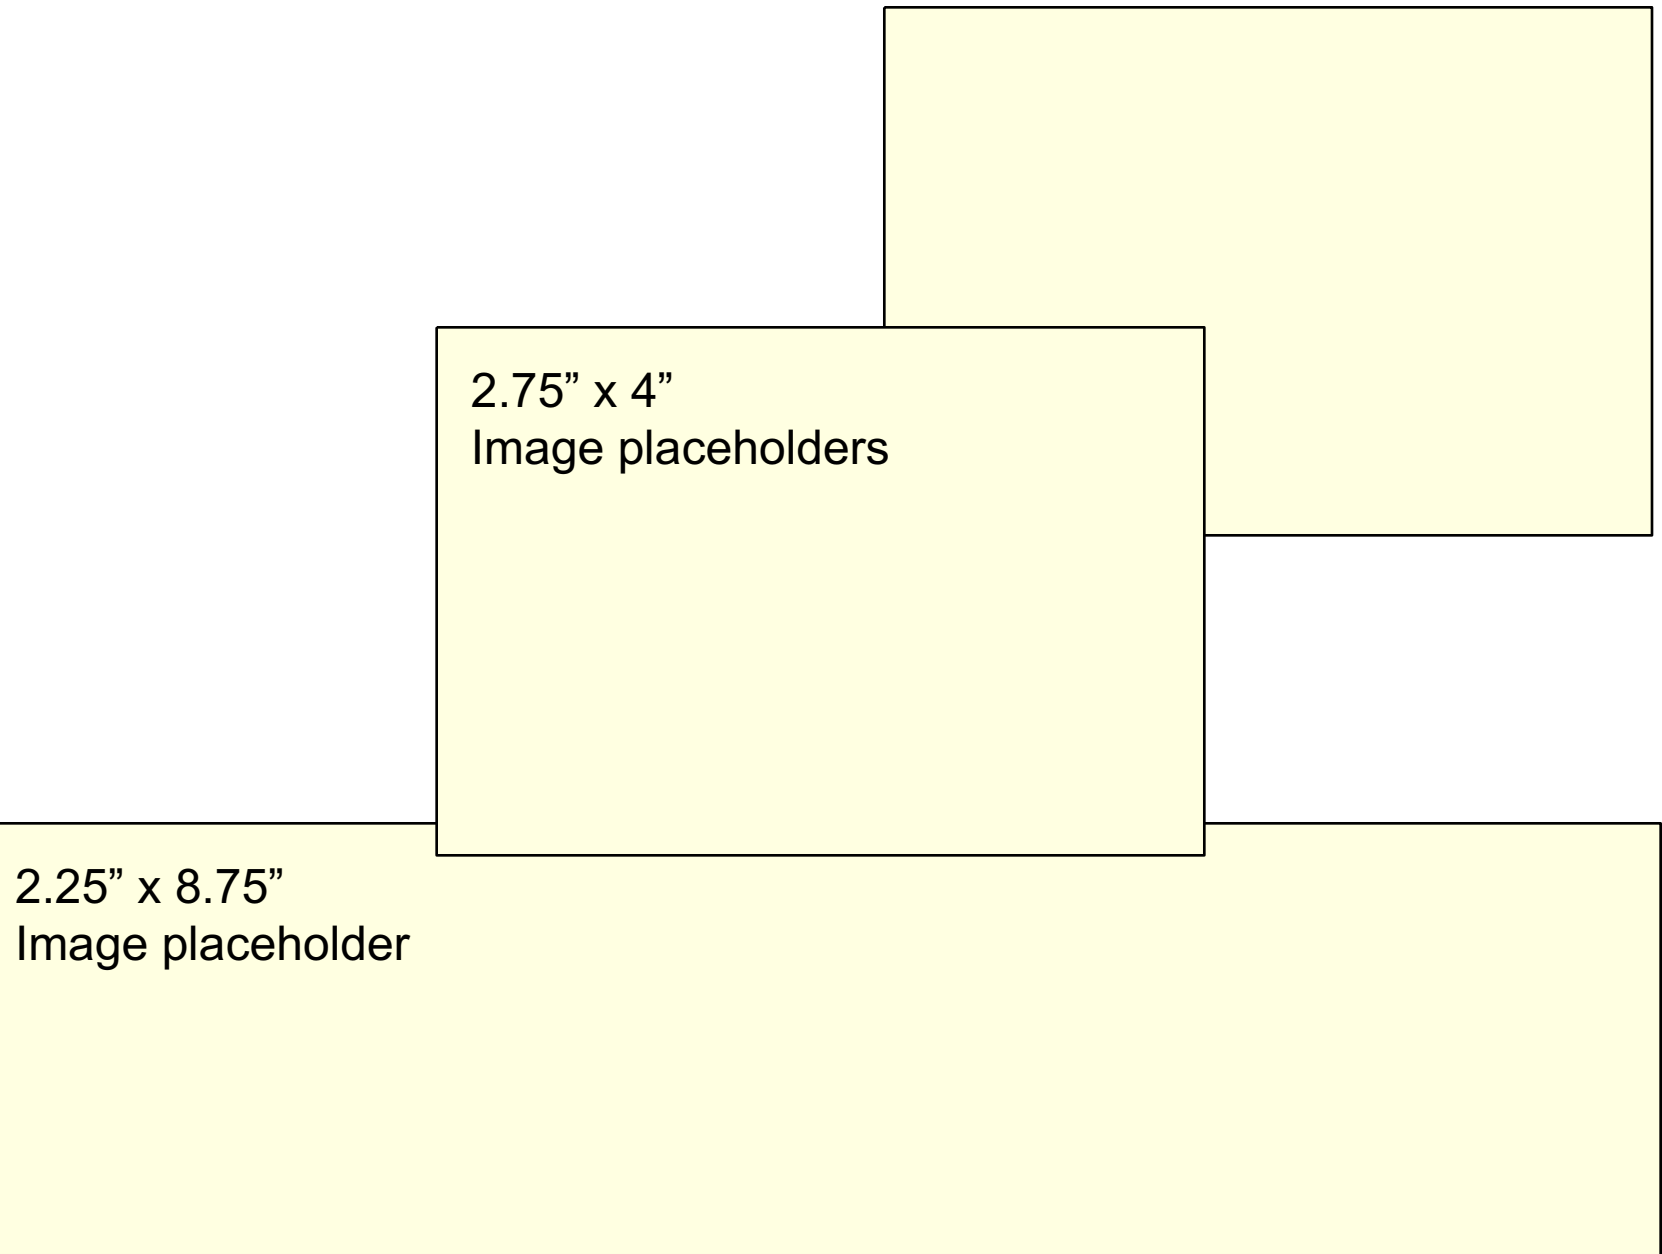 2.75” x 4”
Image placeholders
2.25” x 8.75”
Image placeholder